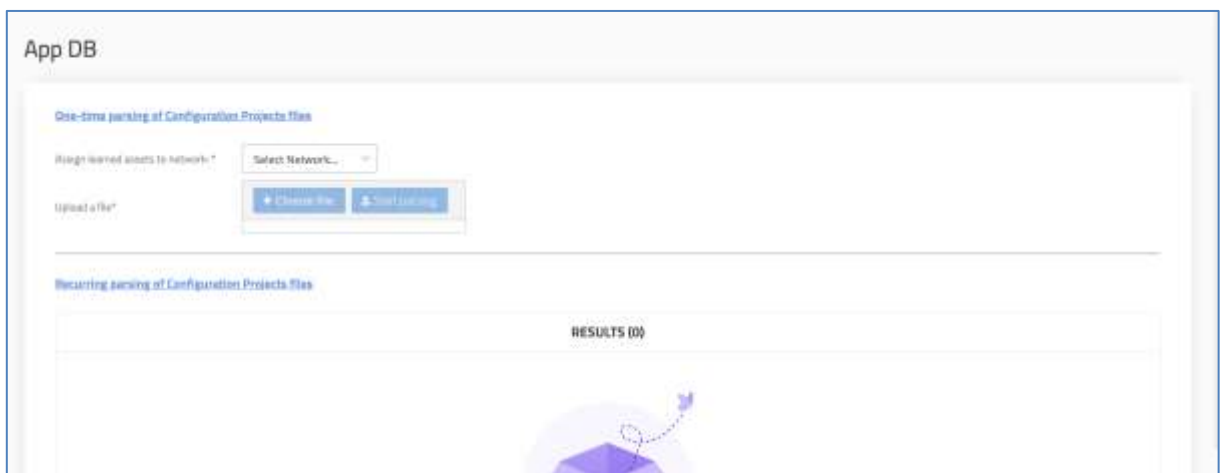 App DB
One-time parsing of Configuration Projects files
Assign learned assets to network: *
Select Network...
Upload a file*
+ Choose file
Start parsing
Recurring parsing of Configuration Projects files
RESULTS (0)